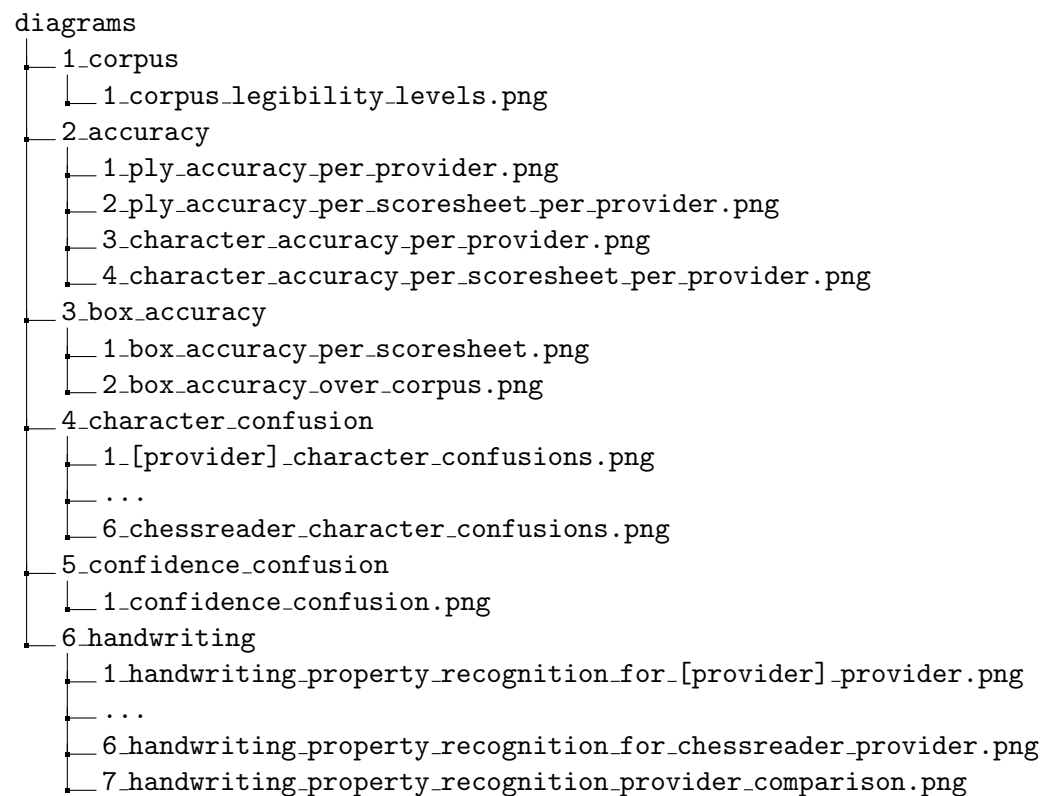 diagrams
1_corpus
1_corpus_legibility_levels.png
2_accuracy
1_ply_accuracy_per_provider.png
2_ply_accuracy_per_scoresheet_per_provider.png
3_character_accuracy_per_provider.png
4_character_accuracy_per_scoresheet_per_provider.png
3_box_accuracy
1_box_accuracy_per_scoresheet.png
2_box_accuracy_over_corpus.png
4_character_confusion
1_[provider]_character_confusions.png
...
6_chessreader_character_confusions.png
5_confidence_confusion
1_confidence_confusion.png
6_handwriting
1_handwriting_property_recognition_for_[provider]_provider.png
...
6_handwriting_property_recognition_for_chessreader_provider.png
7_handwriting_property_recognition_provider_comparison.png